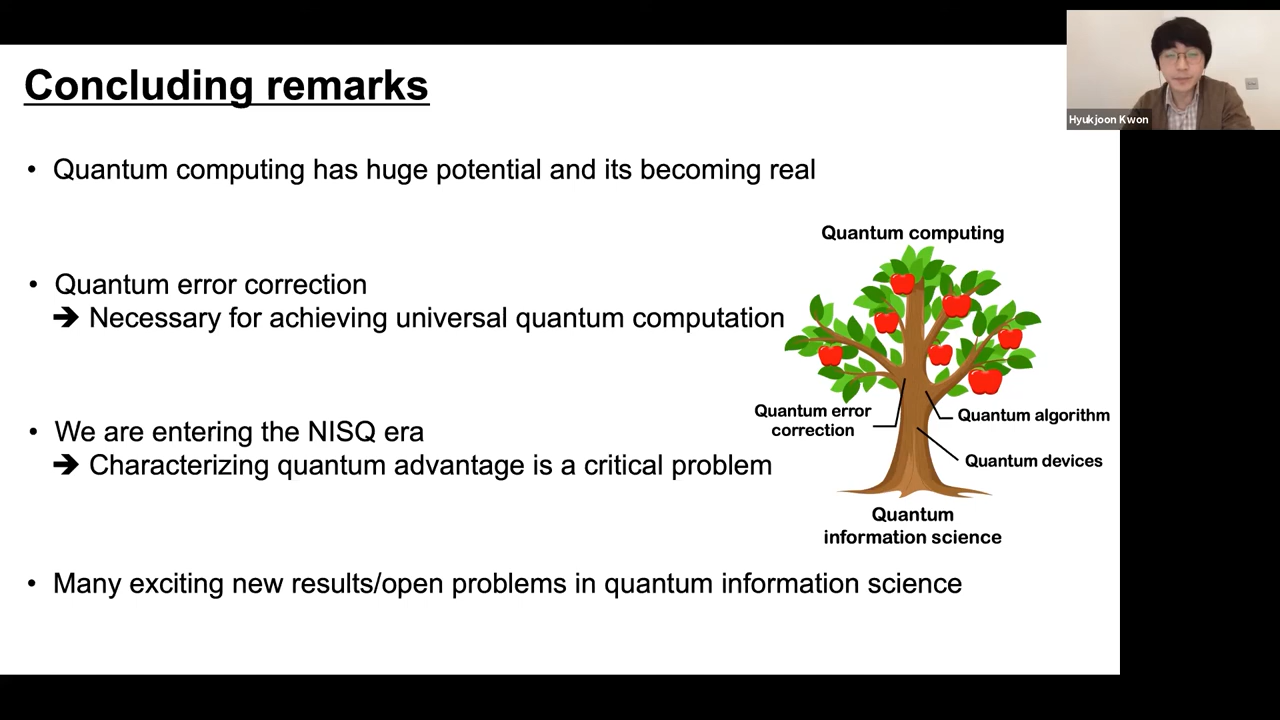 Concluding remarks
Hyukjoon Kwon
• Quantum computing has huge potential and its becoming real
• Quantum error correction
➔ Necessary for achieving universal quantum computation
• We are entering the NISQ era
➔ Characterizing quantum advantage is a critical problem
• Many exciting new results/open problems in quantum information science
Quantum computing
Quantum error
correction
Quantum algorithm
Quantum devices
Quantum
information science